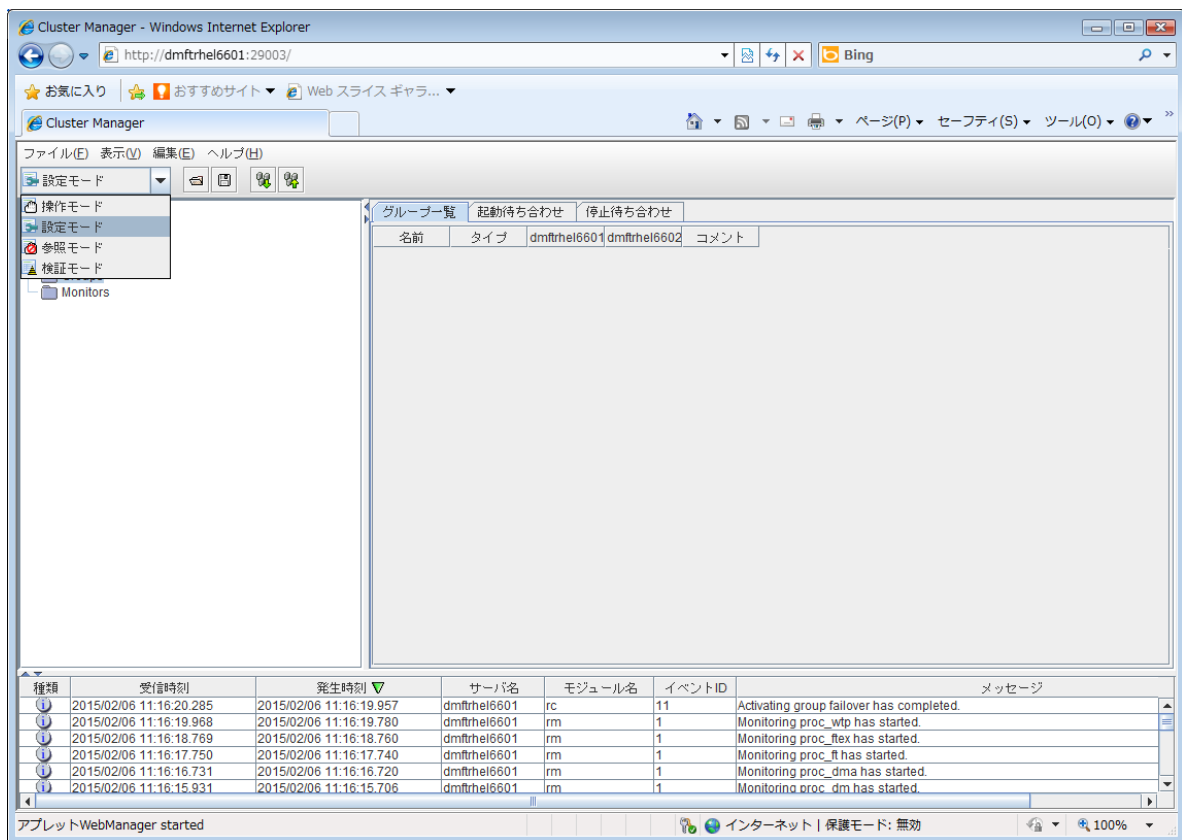 Cluster Manager - Windows Internet Explorer
http://dmftrhel6601:29003/
Bing
お気に入り おすすめサイト ▼ Web スライス ギャラ... ▼
Cluster Manager
ページ(P) セーフティ(S) ツール(O)
ファイル(F) 表示(V) 編集(E) ヘルプ(H)
設定モード
操作モード
設定モード
参照モード
検証モード
Monitors
グループ一覧 起動待ち合わせ 停止待ち合わせ
名前 タイプ dmftrhel6601 dmftrhel6602 コメント
種類 受信時刻 発生時刻 サーバ名 モジュール名 イベントID メッセージ
2015/02/06 11:16:20.285 2015/02/06 11:16:19.957 dmftrhel6601 rc 11 Activating group failover has completed.
2015/02/06 11:16:19.968 2015/02/06 11:16:19.780 dmftrhel6601 rm 1 Monitoring proc_wtp has started.
2015/02/06 11:16:18.769 2015/02/06 11:16:18.760 dmftrhel6601 rm 1 Monitoring proc_ftex has started.
2015/02/06 11:16:17.750 2015/02/06 11:16:17.740 dmftrhel6601 rm 1 Monitoring proc_ft has started.
2015/02/06 11:16:16.731 2015/02/06 11:16:16.720 dmftrhel6601 rm 1 Monitoring proc_dma has started.
2015/02/06 11:16:15.931 2015/02/06 11:16:15.706 dmftrhel6601 rm 1 Monitoring proc_dm has started.
アプレットWebManager started
インターネット | 保護モード: 無効
100%